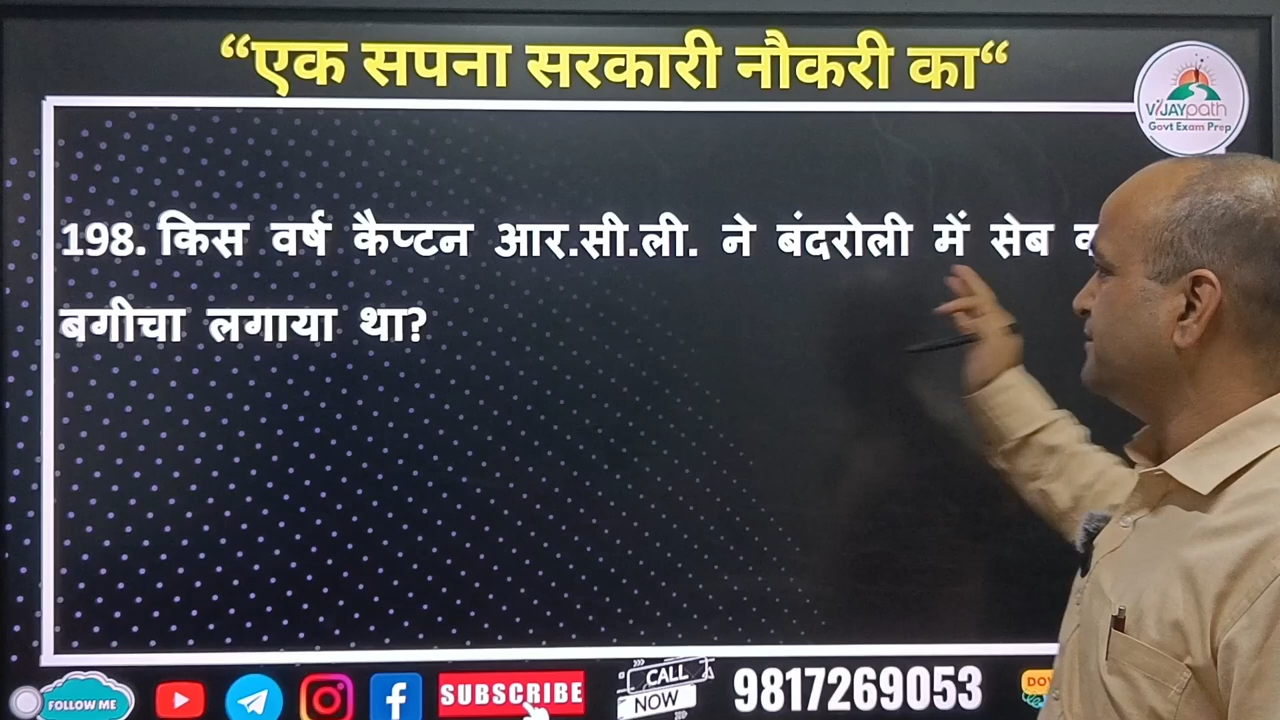 “एक सपना सरकारी नौकरी का“
VIJAYpath
Govt Exam Prep
198. किस वर्ष कैप्टन आर.सी.ली. ने बंदरोली में सेब
बगीचा लगाया था?
FOLLOW ME
SUBSCRIBE
CALL
NOW
9817269053